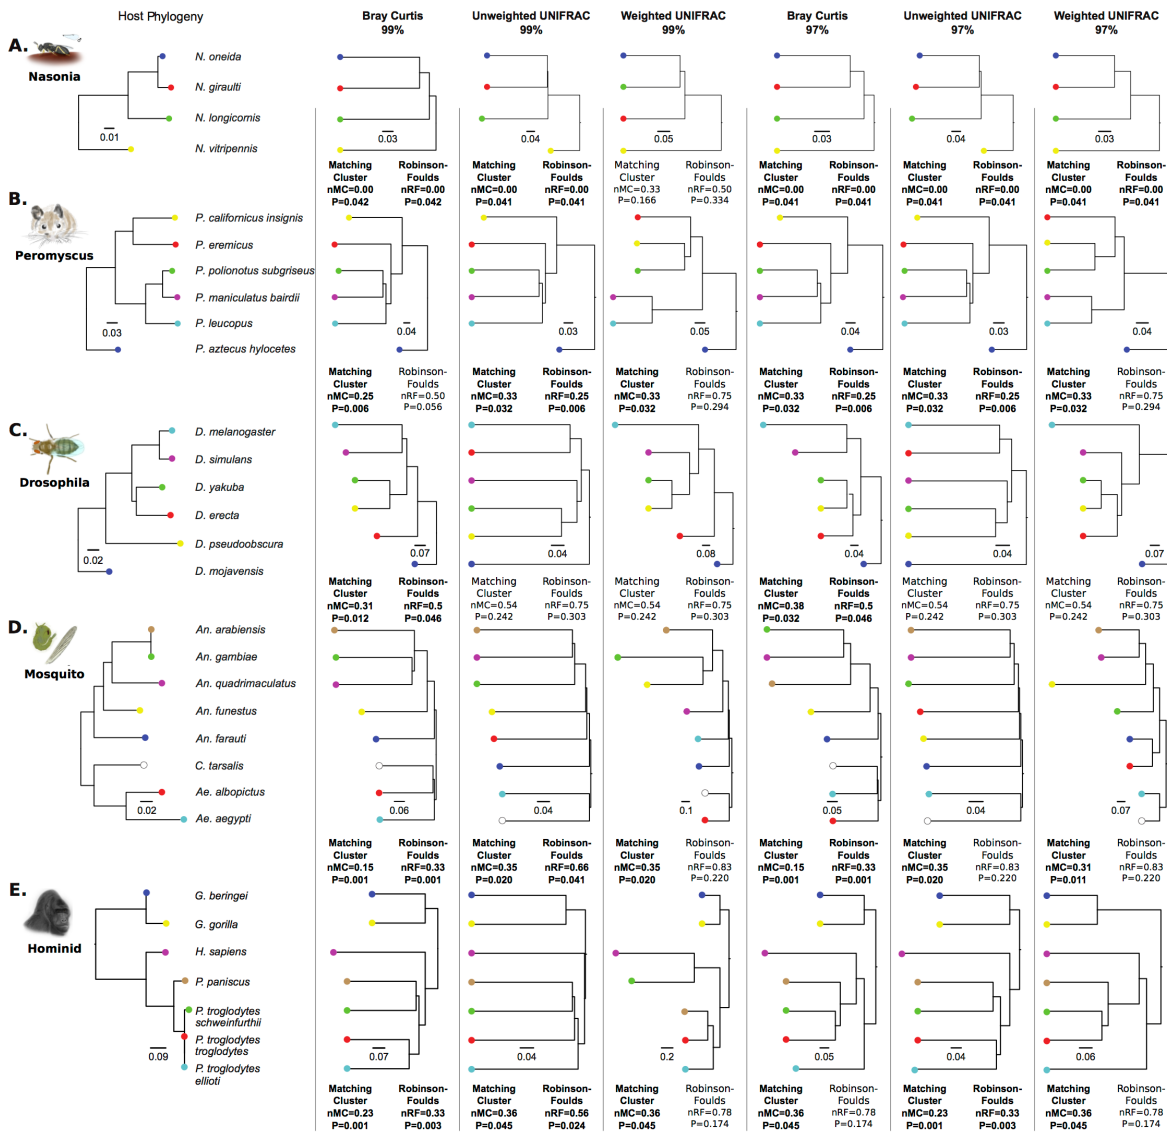 Host Phylogeny
Bray Curtis
99%
Unweighted UNIFRAC
99%
Weighted UNIFRAC
99%
Bray Curtis
97%
Unweighted UNIFRAC
97%
Weighted UNIFRAC
97%
A.
Nasonia
N. oneida
N. giraulti
N. longicornis
N. vitripennis
0.01
0.03
0.04
0.05
0.03
0.04
0.03
Matching Cluster nMC=0.00 P=0.042
Robinson-Foulds nRF=0.00 P=0.042
Matching Cluster nMC=0.00 P=0.041
Robinson-Foulds nRF=0.00 P=0.041
Matching Cluster nMC=0.33 P=0.166
Robinson-Foulds nRF=0.50 P=0.334
Matching Cluster nMC=0.00 P=0.041
Robinson-Foulds nRF=0.00 P=0.041
Matching Cluster nMC=0.00 P=0.041
Robinson-Foulds nRF=0.00 P=0.041
Matching Cluster nMC=0.00 P=0.041
Robinson-Foulds nRF=0.00 P=0.041
B.
Peromyscus
P. californicus insignis
P. eremicus
P. polionotus subgriseus
P. maniculatus bairdii
P. leucopus
P. aztecus hylocetes
0.03
0.04
0.03
0.05
0.04
0.03
0.04
Matching Cluster nMC=0.25 P=0.006
Robinson-Foulds nRF=0.50 P=0.056
Matching Cluster nMC=0.33 P=0.032
Robinson-Foulds nRF=0.25 P=0.006
Matching Cluster nMC=0.33 P=0.032
Robinson-Foulds nRF=0.75 P=0.294
Matching Cluster nMC=0.33 P=0.032
Robinson-Foulds nRF=0.25 P=0.006
Matching Cluster nMC=0.33 P=0.032
Robinson-Foulds nRF=0.25 P=0.006
Matching Cluster nMC=0.33 P=0.032
Robinson-Foulds nRF=0.75 P=0.294
C.
Drosophila
D. melanogaster
D. simulans
D. yakuba
D. erecta
D. pseudoobscura
D. mojavensis
0.02
0.07
0.04
0.08
0.04
0.04
0.07
Matching Cluster nMC=0.31 P=0.012
Robinson-Foulds nRF=0.5 P=0.046
Matching Cluster nMC=0.54 P=0.242
Robinson-Foulds nRF=0.75 P=0.303
Matching Cluster nMC=0.54 P=0.242
Robinson-Foulds nRF=0.75 P=0.303
Matching Cluster nMC=0.38 P=0.032
Robinson-Foulds nRF=0.5 P=0.046
Matching Cluster nMC=0.54 P=0.242
Robinson-Foulds nRF=0.75 P=0.303
Matching Cluster nMC=0.54 P=0.242
Robinson-Foulds nRF=0.75 P=0.303
D.
Mosquito
An. arabiensis
An. gambiae
An. quadrimaculatus
An. funestus
An. farauti
C. tarsalis
Ae. albopictus
Ae. aegypti
0.02
0.06
0.04
0.1
0.05
0.04
0.07
Matching Cluster nMC=0.15 P=0.001
Robinson-Foulds nRF=0.33 P=0.001
Matching Cluster nMC=0.35 P=0.020
Robinson-Foulds nRF=0.66 P=0.041
Matching Cluster nMC=0.35 P=0.020
Robinson-Foulds nRF=0.83 P=0.220
Matching Cluster nMC=0.15 P=0.001
Robinson-Foulds nRF=0.33 P=0.001
Matching Cluster nMC=0.35 P=0.020
Robinson-Foulds nRF=0.83 P=0.220
Matching Cluster nMC=0.31 P=0.011
Robinson-Foulds nRF=0.83 P=0.220
E.
Hominid
G. beringei
G. gorilla
H. sapiens
P. paniscus
P. troglodytes
schweinfurthii
P. troglodytes
troglodytes
P. troglodytes
ellioti
0.09
0.07
0.04
0.2
0.05
0.04
0.06
Matching Cluster nMC=0.23 P=0.001
Robinson-Foulds nRF=0.33 P=0.003
Matching Cluster nMC=0.36 P=0.045
Robinson-Foulds nRF=0.56 P=0.024
Matching Cluster nMC=0.36 P=0.045
Robinson-Foulds nRF=0.78 P=0.174
Matching Cluster nMC=0.36 P=0.045
Robinson-Foulds nRF=0.78 P=0.174
Matching Cluster nMC=0.23 P=0.001
Robinson-Foulds nRF=0.33 P=0.003
Matching Cluster nMC=0.36 P=0.045
Robinson-Foulds nRF=0.78 P=0.174